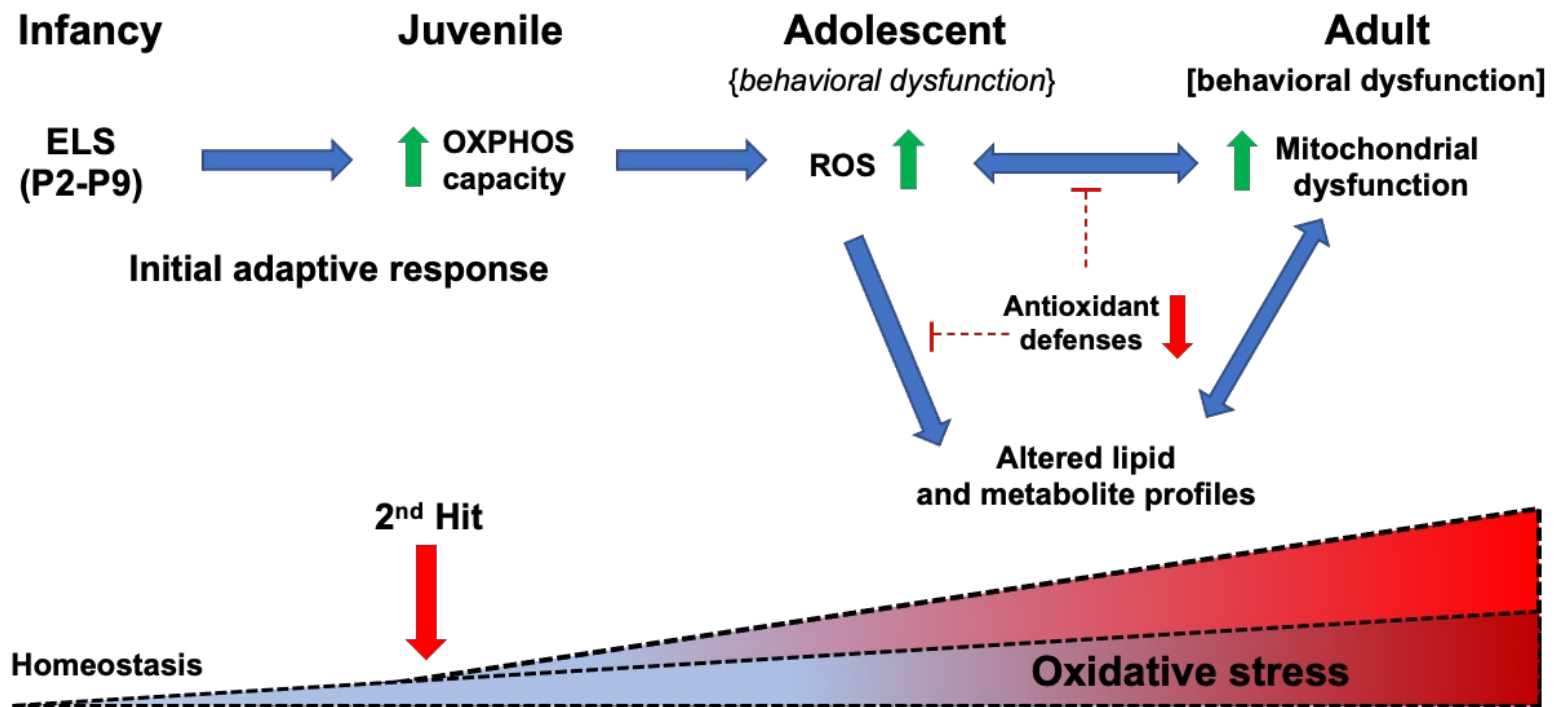 Infancy
Juvenile
Adolescent
Adult
{behavioral dysfunction}
[behavioral dysfunction]
ELS
(P2-P9)
OXPHOS
capacity
ROS
Mitochondrial
dysfunction
Initial adaptive response
Antioxidant
defenses
Altered lipid
and metabolite profiles
2nd Hit
Homeostasis
Oxidative stress